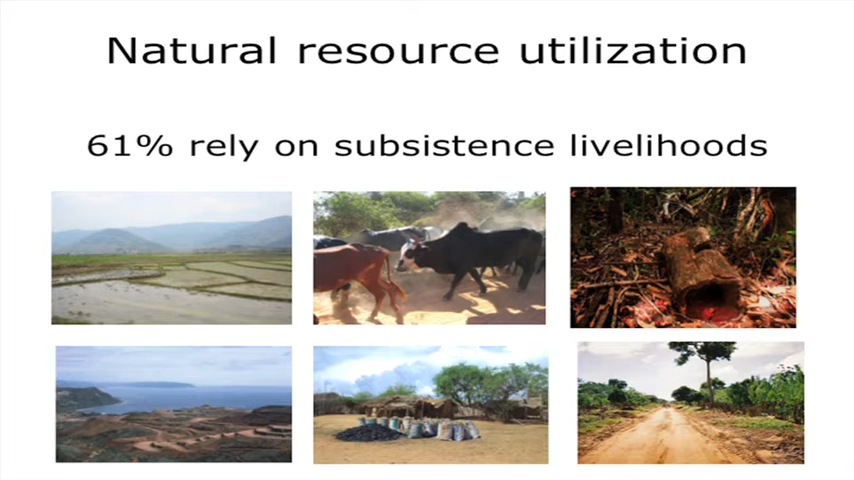 Natural resource utilization
61% rely on subsistence livelihoods